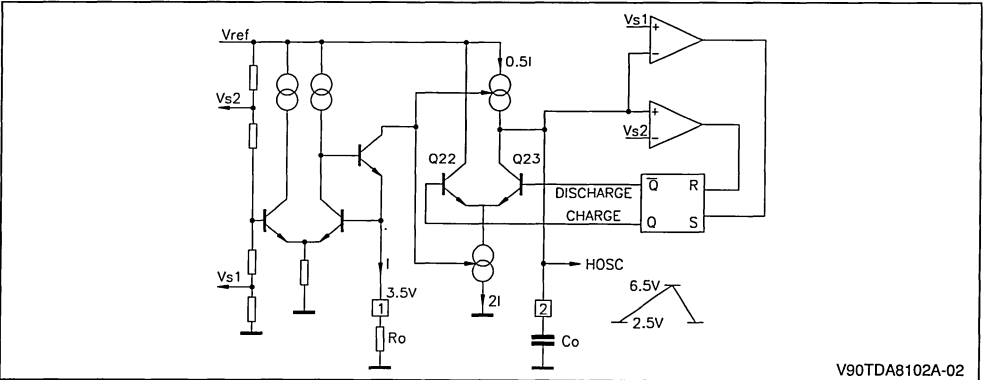 Vref
0.5I
Vs1
+
−
Vs2
+
Vs2
−
Q22
Q23
DISCHARGE
Q̅
R
CHARGE
Q
S
Vs1
I
3.5V
HOSC
6.5V
2.5V
1
2I
2
Ro
Co
V90TDA8102A-02